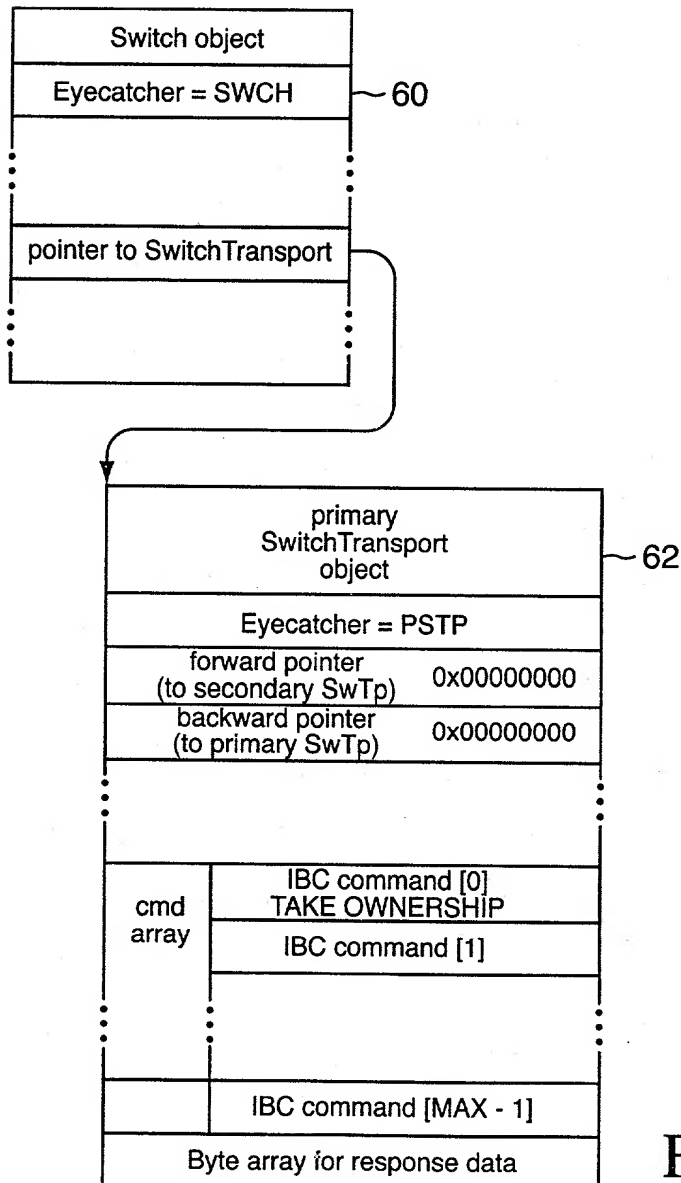 Switch object
Eyecatcher = SWCH
60
pointer to SwitchTransport
primary
SwitchTransport
object
62
Eyecatcher = PSTP
forward pointer
(to secondary SwTp)
0x00000000
backward pointer
(to primary SwTp)
0x00000000
cmd
array
IBC command [0]
TAKE OWNERSHIP
IBC command [1]
IBC command [MAX - 1]
Byte array for response data